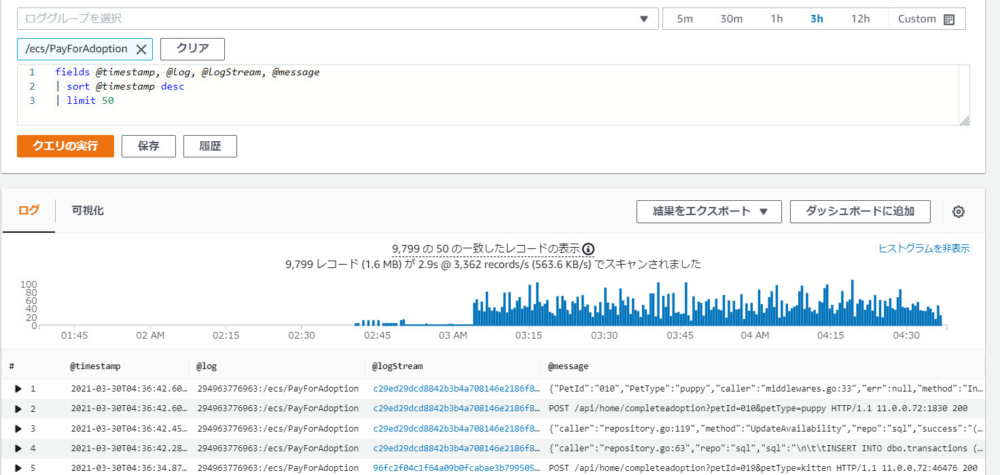 ロググループを選択 ▼ 5m 30m 1h 3h 12h Custom
/ecs/PayForAdoption クリア
1 fields @timestamp, @log, @logStream, @message
2 | sort @timestamp desc
3 | limit 50
クエリの実行 保存 履歴
ログ 可視化 結果をエクスポート ▼ ダッシュボードに追加
9,799 の 50 の一致したレコードの表示 ヒストグラムを非表示
9,799 レコード (1.6 MB) が 2.9s @ 3,362 records/s (563.6 KB/s) でスキャンされました
100
80
60
40
20
0
01:45 02 AM 02:15 02:30 02:45 03 AM 03:15 03:30 03:45 04 AM 04:15 04:30
# @timestamp @log @logStream @message
▶ 1 2021-03-30T04:36:42.60… 294963776963:/ecs/PayForAdoption c29ed29dcd8842b3b4a708146e2186f8… {"PetId":"010","PetType":"puppy","caller":"middlewares.go:33","err":null,"method":"In…
▶ 2 2021-03-30T04:36:42.60… 294963776963:/ecs/PayForAdoption c29ed29dcd8842b3b4a708146e2186f8… POST /api/home/completeadoption?petId=010&petType=puppy HTTP/1.1 11.0.0.72:1830 200
▶ 3 2021-03-30T04:36:42.45… 294963776963:/ecs/PayForAdoption c29ed29dcd8842b3b4a708146e2186f8… {"caller":"repository.go:119","method":"UpdateAvailability","repo":"sql","success":"(…
▶ 4 2021-03-30T04:36:42.28… 294963776963:/ecs/PayForAdoption c29ed29dcd8842b3b4a708146e2186f8… {"caller":"repository.go:63","repo":"sql","sql":"\n\t\tINSERT INTO dbo.transactions (…
▶ 5 2021-03-30T04:36:34.87… 294963776963:/ecs/PayForAdoption 96fc2f04c1f64a09b0fcabae3b799505… POST /api/home/completeadoption?petId=019&petType=kitten HTTP/1.1 11.0.0.72:46476 200